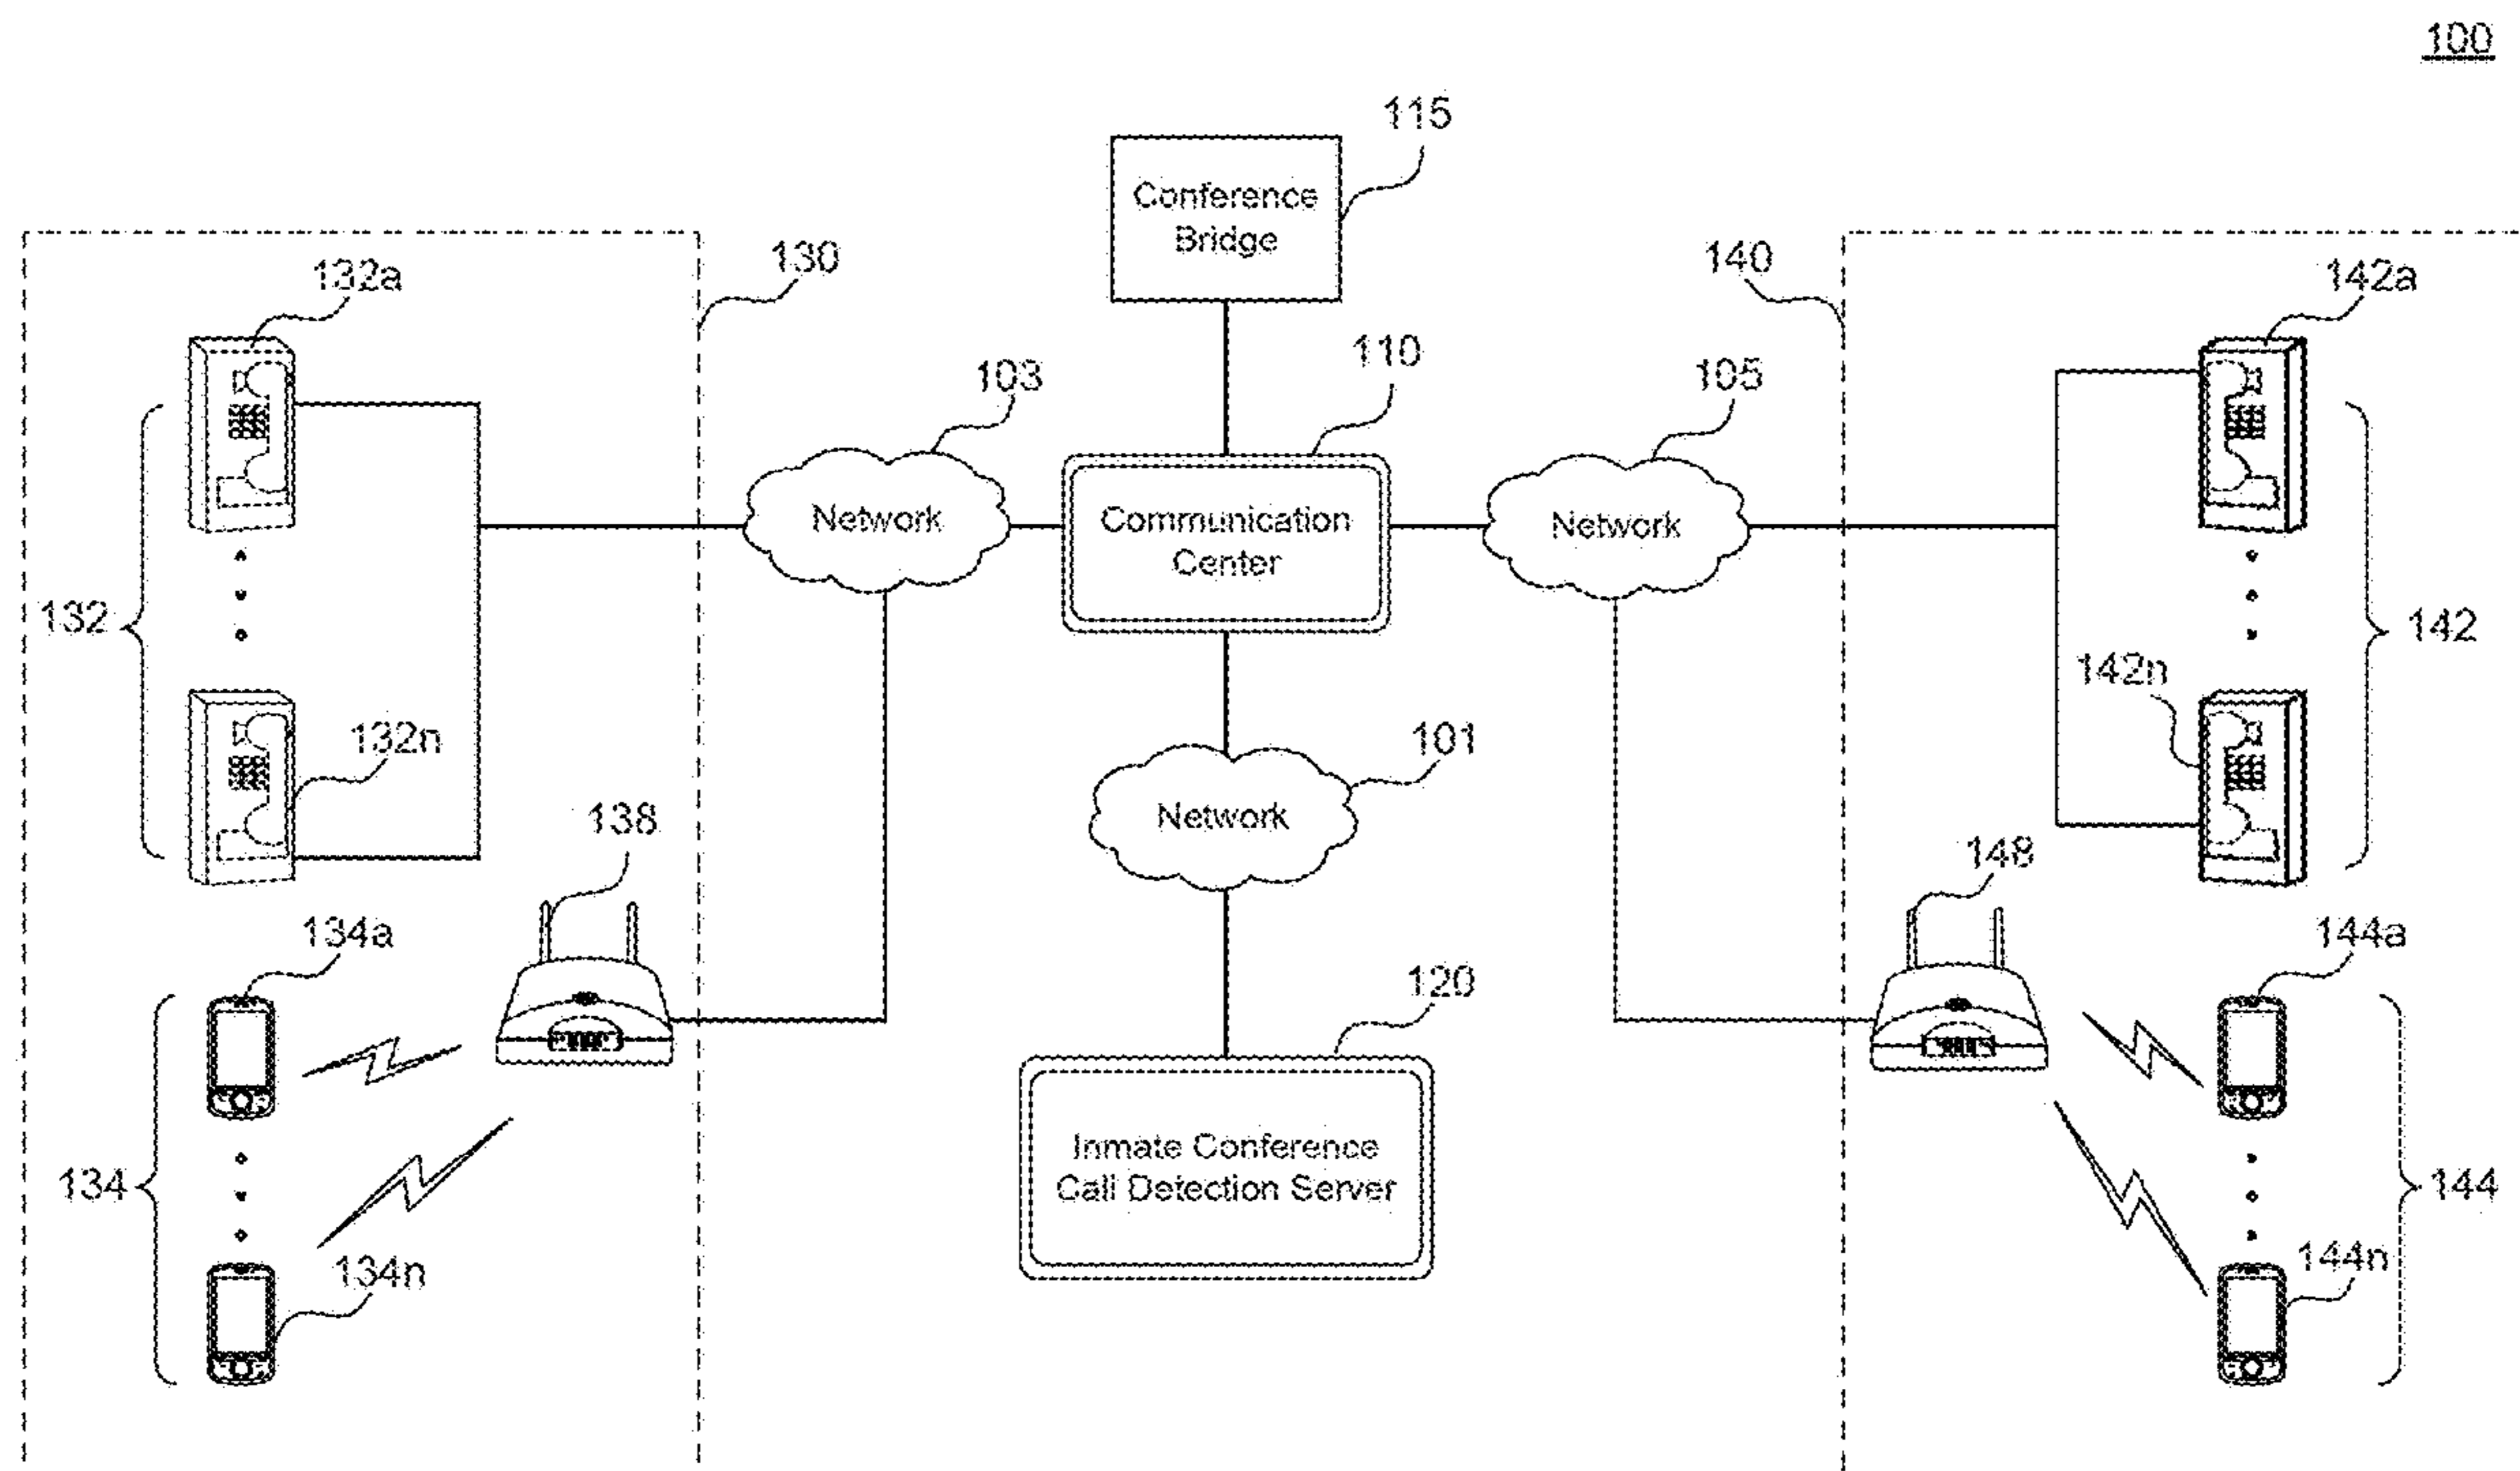 100
115
Conference
Bridge
130
140
132a
142a
110
103
105
Network
Communication
Center
Network
132
142
142n
132n
101
Network
138
148
134a
144a
120
Inmate Conference
Call Detection Server
134
144
134n
144n